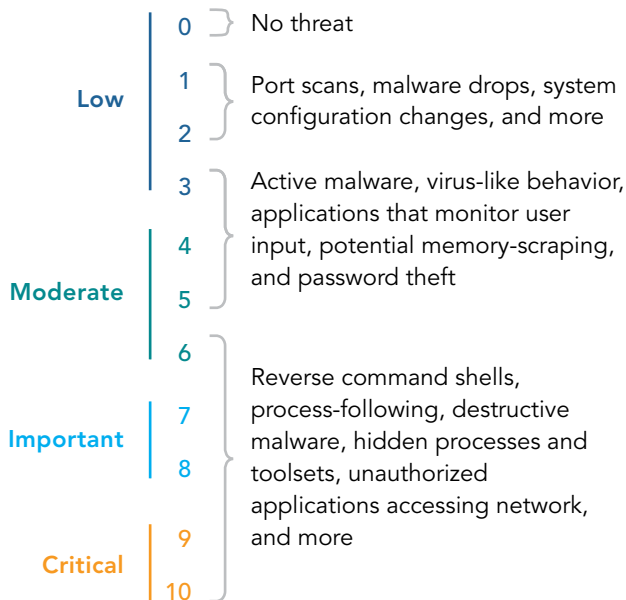 0
No threat
Low
1
Port scans, malware drops, system
configuration changes, and more
2
3
Active malware, virus-like behavior,
applications that monitor user
input, potential memory-scraping,
and password theft
Moderate
4
5
6
Reverse command shells,
process-following, destructive
malware, hidden processes and
toolsets, unauthorized
applications accessing network,
and more
Important
7
8
Critical
9
10